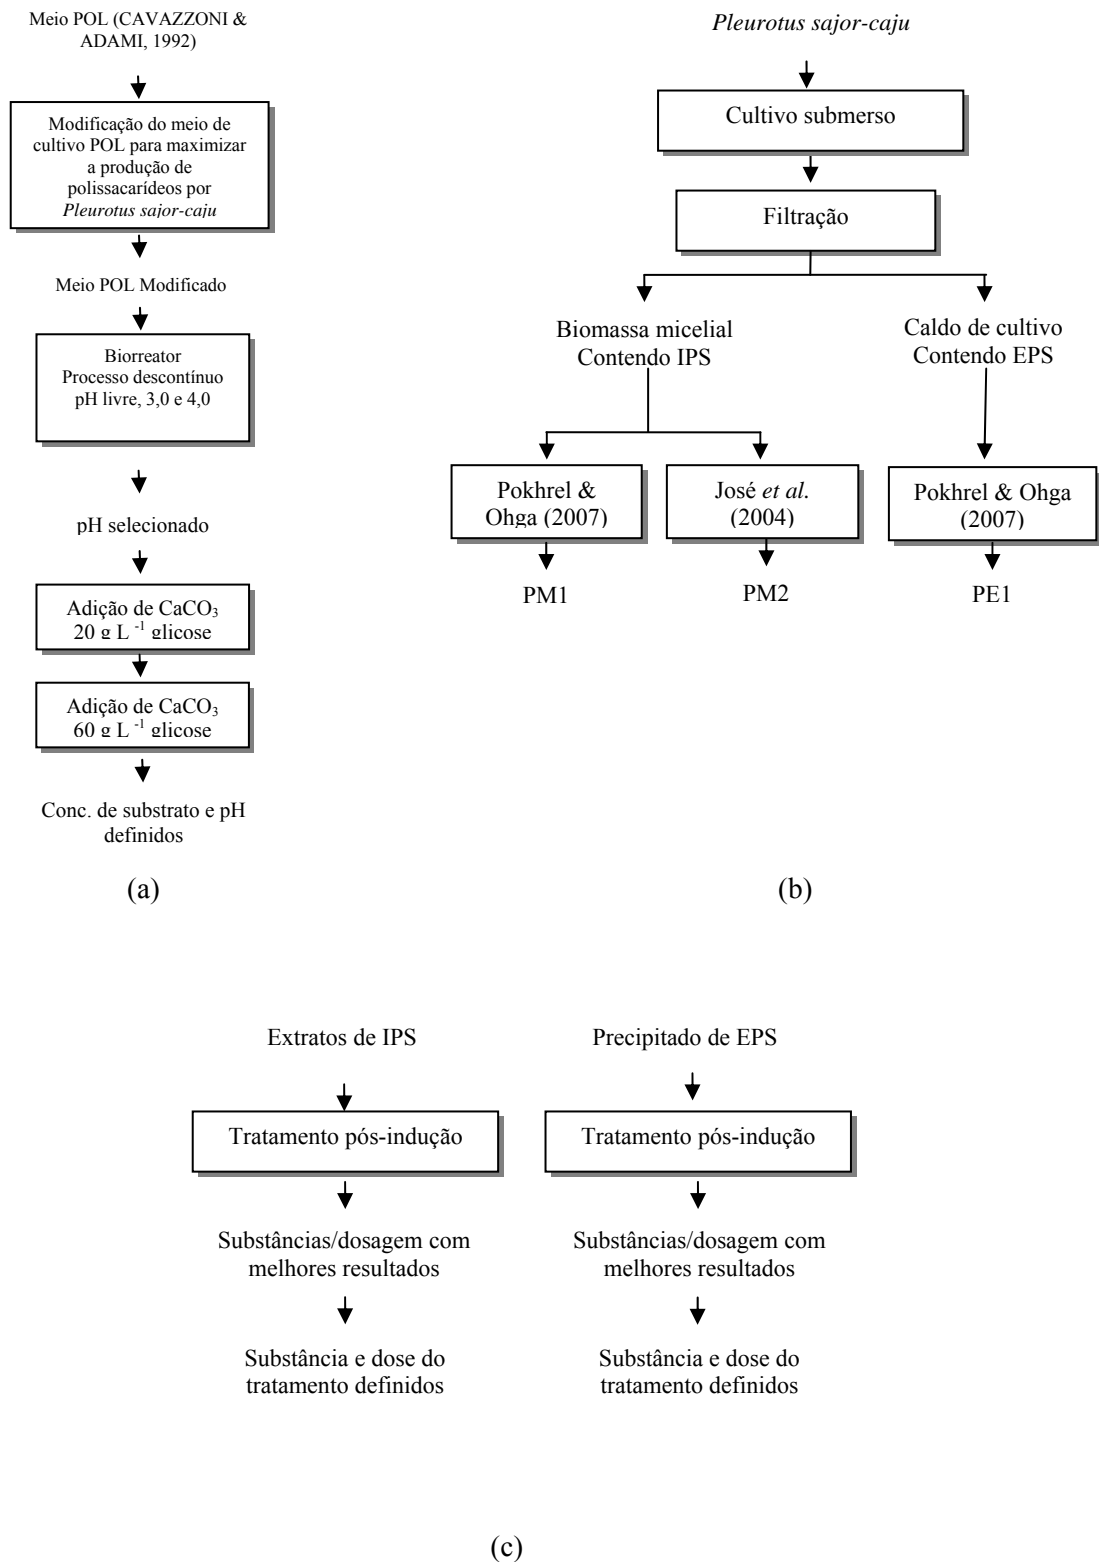 Meio POL (CAVAZZONI &
ADAMI, 1992)
Modificação do meio de
cultivo POL para maximizar
a produção de
polissacarídeos por
Pleurotus sajor-caju
Meio POL Modificado
Biorreator
Processo descontínuo
pH livre, 3,0 e 4,0
pH selecionado
Adição de CaCO₃
20 g L ⁻¹ glicose
Adição de CaCO₃
60 g L ⁻¹ glicose
Conc. de substrato e pH
definidos
(a)
Pleurotus sajor-caju
Cultivo submerso
Filtração
Biomassa micelial
Contendo IPS
Caldo de cultivo
Contendo EPS
Pokhrel &
Ohga (2007)
José et al.
(2004)
Pokhrel & Ohga
(2007)
PM1
PM2
PE1
(b)
Extratos de IPS
Tratamento pós-indução
Substâncias/dosagem com
melhores resultados
Substância e dose do
tratamento definidos
Precipitado de EPS
Tratamento pós-indução
Substâncias/dosagem com
melhores resultados
Substância e dose do
tratamento definidos
(c)